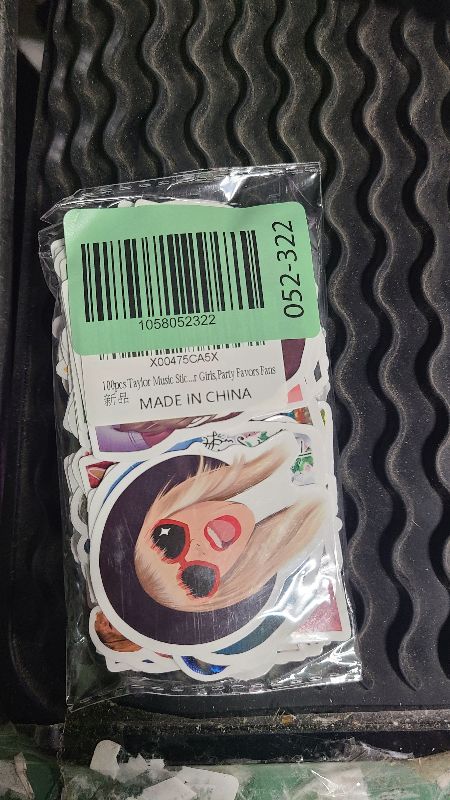 1058052322
052-322
X00475CA5X
100pcs Taylor Music Stic...r Girls,Party Favors Fans
新品 MADE IN CHINA